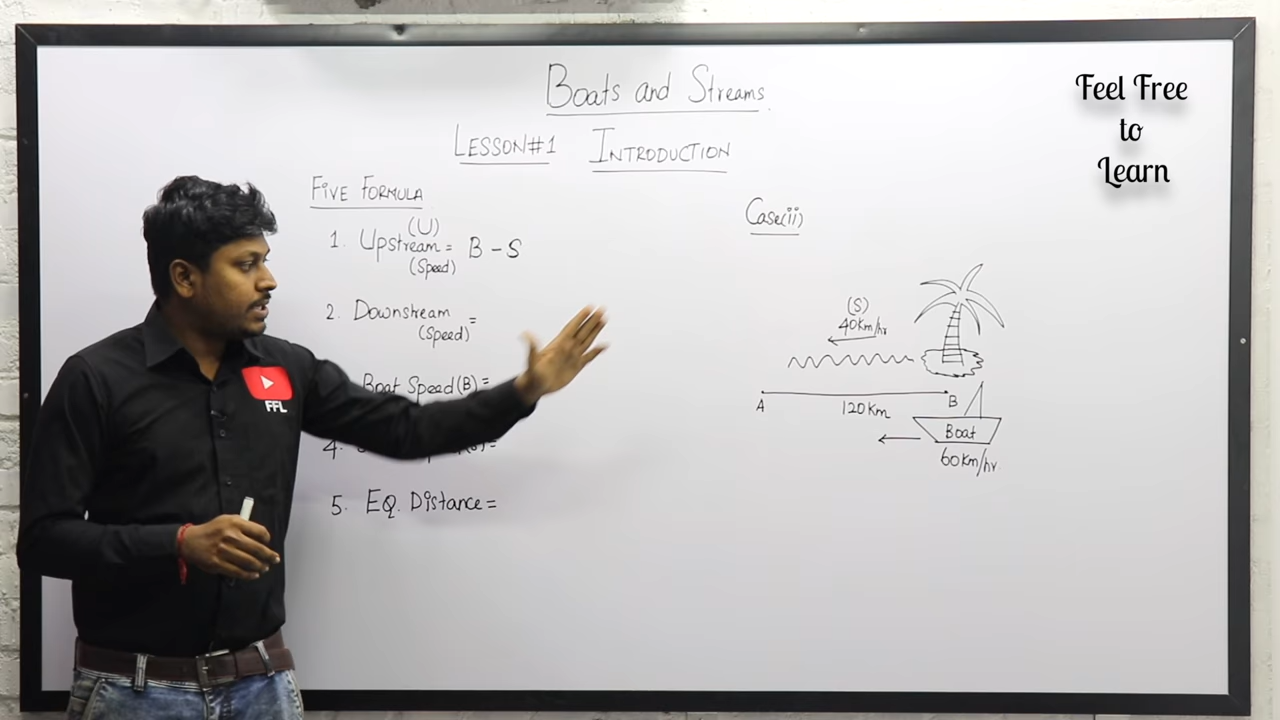 Boats and Streams
LESSON#1 INTRODUCTION
Feel Free
to
Learn
FIVE FORMULA
1. Upstream = B - S
(U)
(Speed)
2. Downstream =
(Speed)
Boat Speed(B) =
4.
5. EQ. Distance =
Case(ii)
(S)
40Km/hr
A
120Km
B
Boat
60Km/hr
FFL